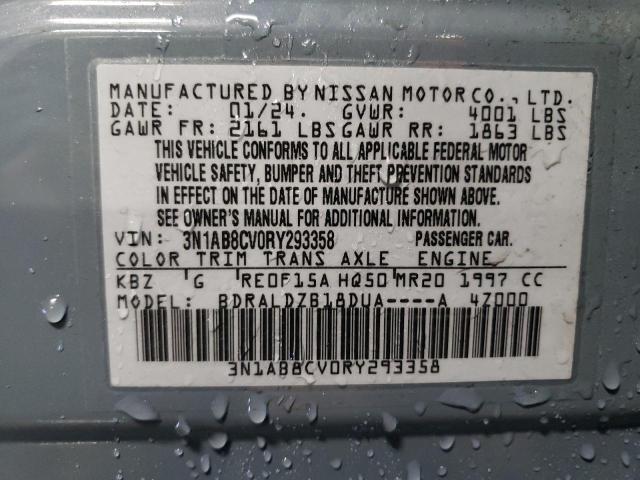 MANUFACTURED BY NISSAN MOTOR CO., LTD.
DATE: 01/24. GVWR: 4001 LBS
GAWR FR: 2161 LBS GAWR RR: 1863 LBS
THIS VEHICLE CONFORMS TO ALL APPLICABLE FEDERAL MOTOR
VEHICLE SAFETY, BUMPER AND THEFT PREVENTION STANDARDS
IN EFFECT ON THE DATE OF MANUFACTURE SHOWN ABOVE.
SEE OWNER'S MANUAL FOR ADDITIONAL INFORMATION.
VIN: 3N1AB8CV0RY293358 PASSENGER CAR.
COLOR TRIM TRANS AXLE ENGINE
KBZ G RE0F15A HQ50 MR20 1997 CC
MODEL: BDRALDZB18DUA----A 4Z000
3N1AB8CV0RY293358